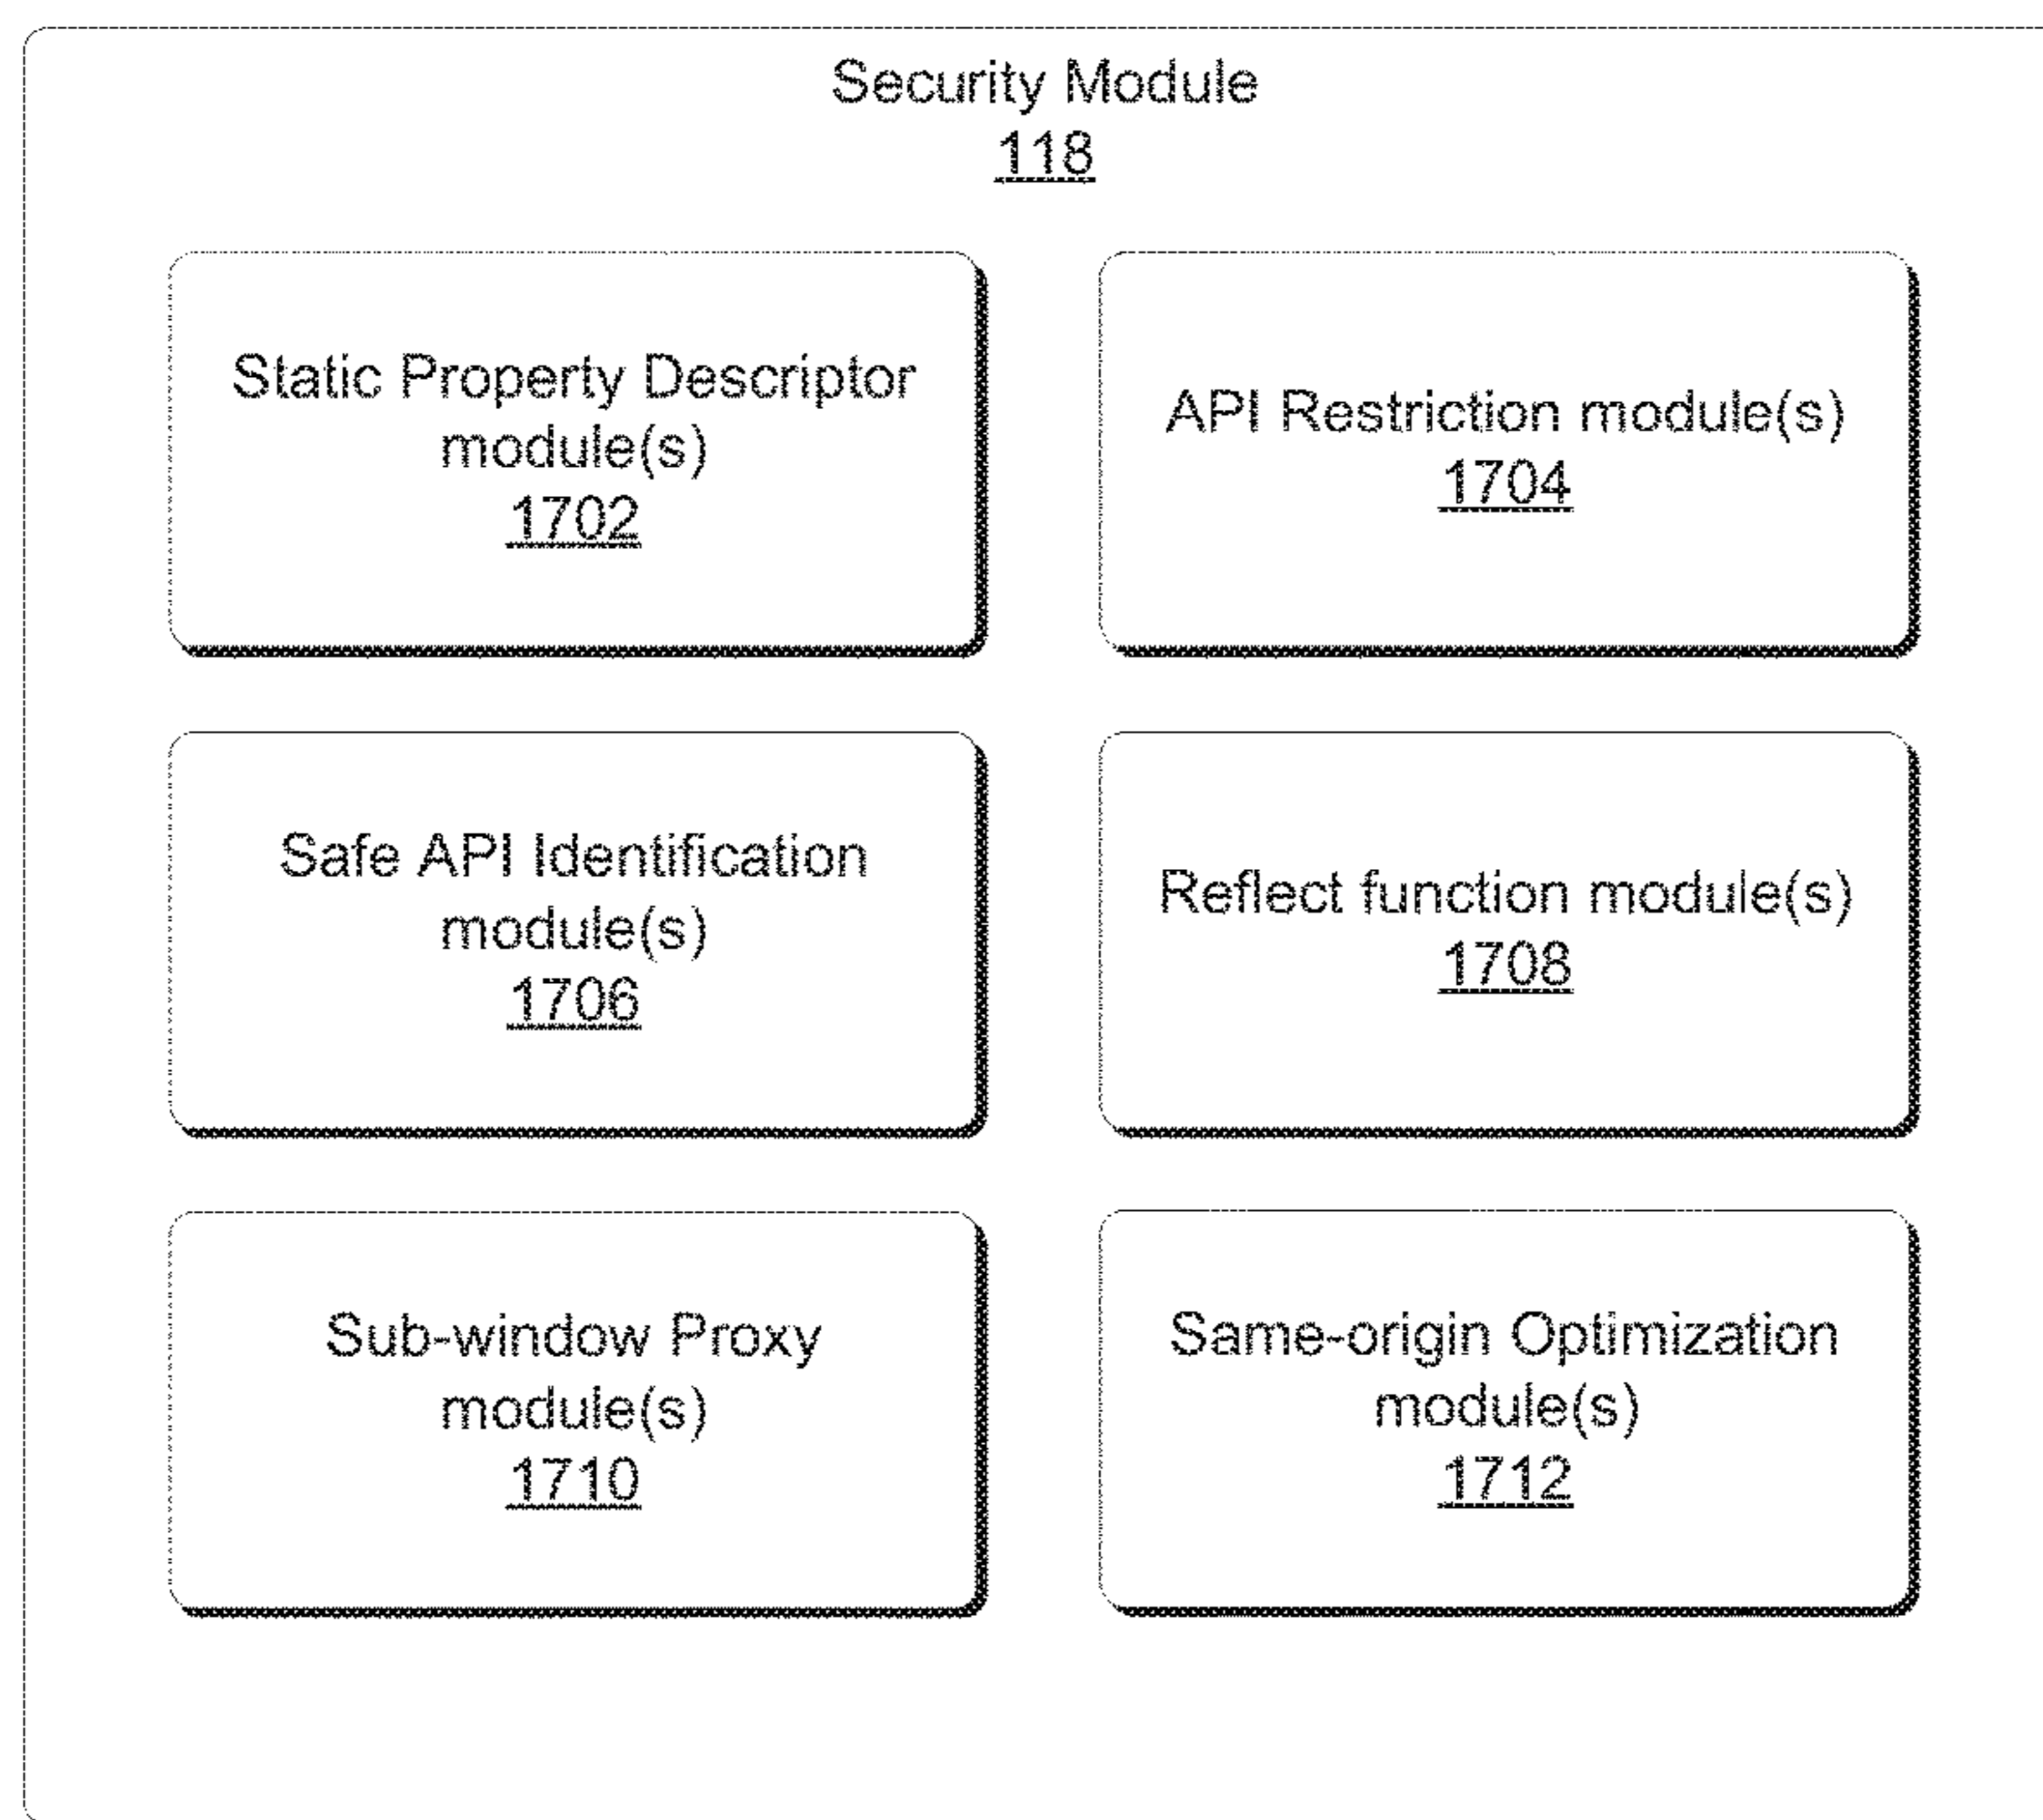 Security Module
118
Static Property Descriptor
module(s)
1702
API Restriction module(s)
1704
Safe API Identification
module(s)
1706
Reflect function module(s)
1708
Sub-window Proxy
module(s)
1710
Same-origin Optimization
module(s)
1712